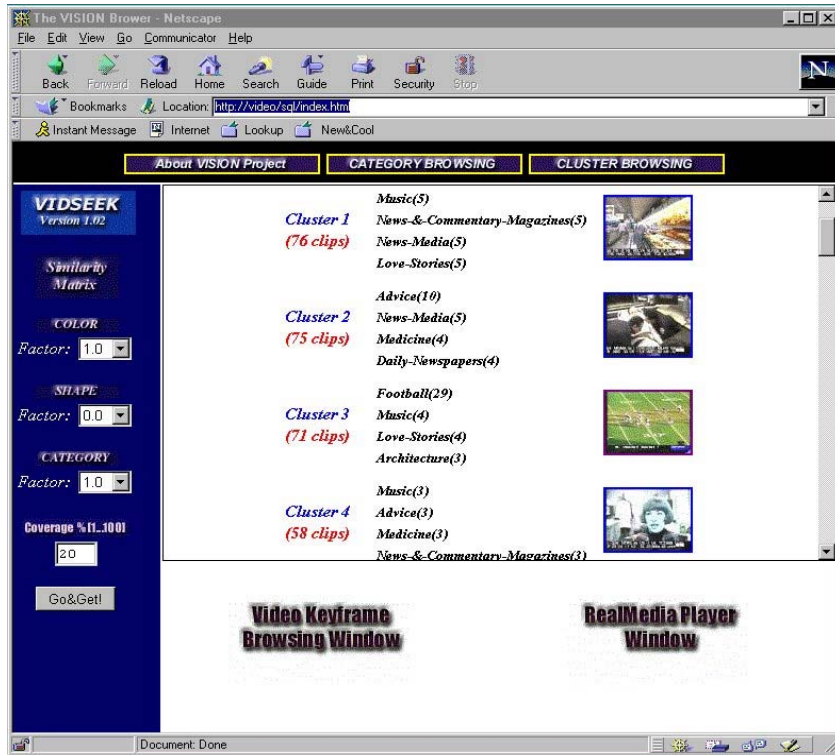 The VISION Brower - Netscape
File Edit View Go Communicator Help
Back Forward Reload Home Search Guide Print Security Stop
N
Bookmarks Location: http://video/sql/index.htm
Instant Message Internet Lookup New&Cool
About VISION Project CATEGORY BROWSING CLUSTER BROWSING
VIDSEEK
Version 1.02
Similarity
Matrix
COLOR
Factor: 1.0
SHAPE
Factor: 0.0
CATEGORY
Factor: 1.0
Coverage %[1..100]
20
Go&Get!
Cluster 1
(76 clips)
Music(5)
News-&-Commentary-Magazines(5)
News-Media(5)
Love-Stories(5)
Cluster 2
(75 clips)
Advice(10)
News-Media(5)
Medicine(4)
Daily-Newspapers(4)
Cluster 3
(71 clips)
Football(29)
Music(4)
Love-Stories(4)
Architecture(3)
Cluster 4
(58 clips)
Music(3)
Advice(3)
Medicine(3)
News-&-Commentary-Magazines(3)
Video Keyframe
Browsing Window
RealMedia Player
Window
Document: Done